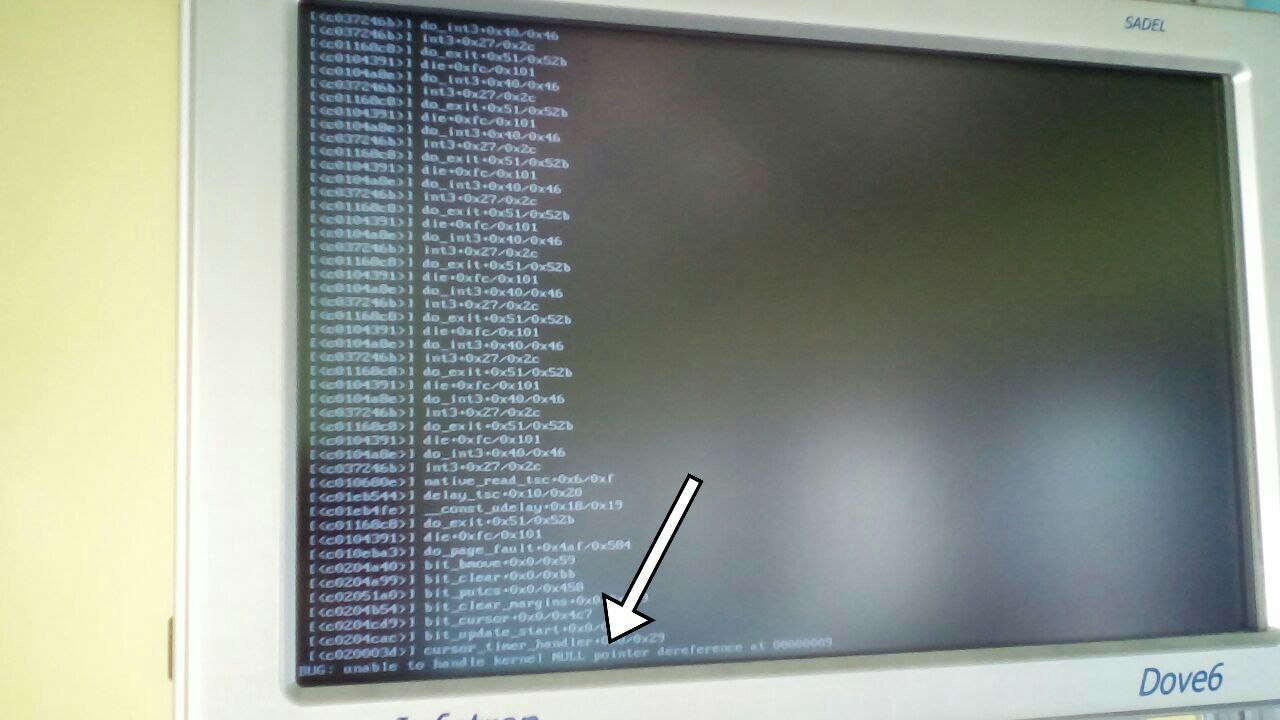 SADEL
[<c037246b>] do_int3+0x40/0x46
[<c037246b>] int3+0x27/0x2c
[<c01168c8>] do_exit+0x51/0x52b
[<c0104391>] die+0xfc/0x101
[<c0104a8e>] do_int3+0x40/0x46
[<c037246b>] int3+0x27/0x2c
[<c01168c8>] do_exit+0x51/0x52b
[<c0104391>] die+0xfc/0x101
[<c0104a8e>] do_int3+0x40/0x46
[<c037246b>] int3+0x27/0x2c
[<c01168c8>] do_exit+0x51/0x52b
[<c0104391>] die+0xfc/0x101
[<c0104a8e>] do_int3+0x40/0x46
[<c037246b>] int3+0x27/0x2c
[<c01168c8>] do_exit+0x51/0x52b
[<c0104391>] die+0xfc/0x101
[<c0104a8e>] do_int3+0x40/0x46
[<c037246b>] int3+0x27/0x2c
[<c01168c8>] do_exit+0x51/0x52b
[<c0104391>] die+0xfc/0x101
[<c0104a8e>] do_int3+0x40/0x46
[<c037246b>] int3+0x27/0x2c
[<c01168c8>] do_exit+0x51/0x52b
[<c0104391>] die+0xfc/0x101
[<c0104a8e>] do_int3+0x40/0x46
[<c037246b>] int3+0x27/0x2c
[<c01168c8>] do_exit+0x51/0x52b
[<c0104391>] die+0xfc/0x101
[<c0104a8e>] do_int3+0x40/0x46
[<c037246b>] int3+0x27/0x2c
[<c01168c8>] do_exit+0x51/0x52b
[<c0104391>] die+0xfc/0x101
[<c0104a8e>] do_int3+0x40/0x46
[<c037246b>] int3+0x27/0x2c
[<c010680e>] native_read_tsc+0x6/0xf
[<c01eb544>] delay_tsc+0x10/0x20
[<c01eb4fe>] __const_udelay+0x18/0x19
[<c01168c8>] do_exit+0x51/0x52b
[<c0104391>] die+0xfc/0x101
[<c010eba3>] do_page_fault+0x4af/0x584
[<c0204a40>] bit_bmove+0x0/0x59
[<c0204a99>] bit_clear+0x0/0xbb
[<c02051a0>] bit_putcs+0x0/0x458
[<c0204b54>] bit_clear_margins+0x0
[<c0204cd9>] bit_cursor+0x0/0x4c7
[<c0204cac>] bit_update_start+0x0/
[<c020003d>] cursor_timer_handler+ /0x29
BUG: unable to handle kernel NULL pointer dereference at 00000009
Dove6